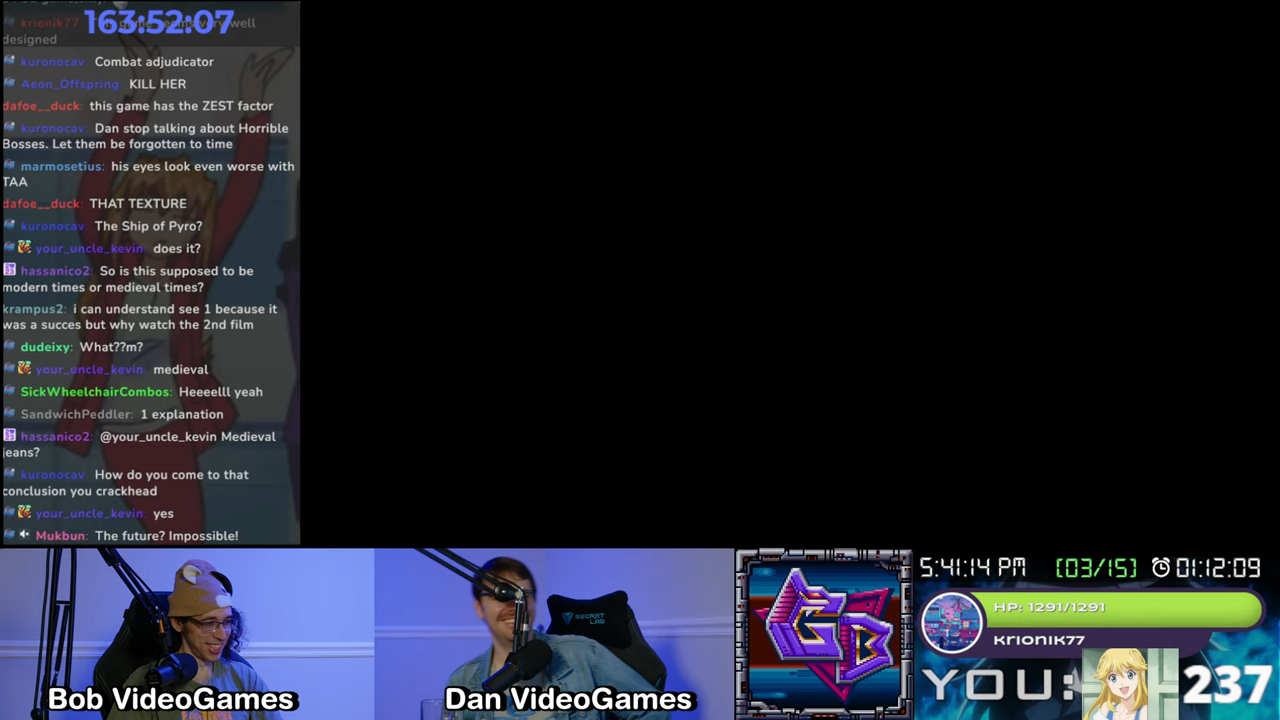 163:52:07
krionik77 well
designed
kuronocav: Combat adjudicator
Aeon_Offspring: KILL HER
dafoe__duck: this game has the ZEST factor
kuronocav: Dan stop talking about Horrible
Bosses. Let them be forgotten to time
marmosetius: his eyes look even worse with
TAA
dafoe__duck: THAT TEXTURE
kuronocav: The Ship of Pyro?
your_uncle_kevin: does it?
hassanico2: So is this supposed to be
modern times or medieval times?
krampus2: i can understand see 1 because it
was a succes but why watch the 2nd film
dudeixy: What??m?
your_uncle_kevin: medieval
SickWheelchairCombos: Heeeelll yeah
SandwichPeddler: 1 explanation
hassanico2: @your_uncle_kevin Medieval
jeans?
kuronocav: How do you come to that
conclusion you crackhead
your_uncle_kevin: yes
Mukbun: The future? Impossible!
SECRET
LAB
Bob VideoGames
Dan VideoGames
GB
5:41:14 PM [03/15] 01:12:09
HP: 1291/1291
Krionik77
YOU: 237